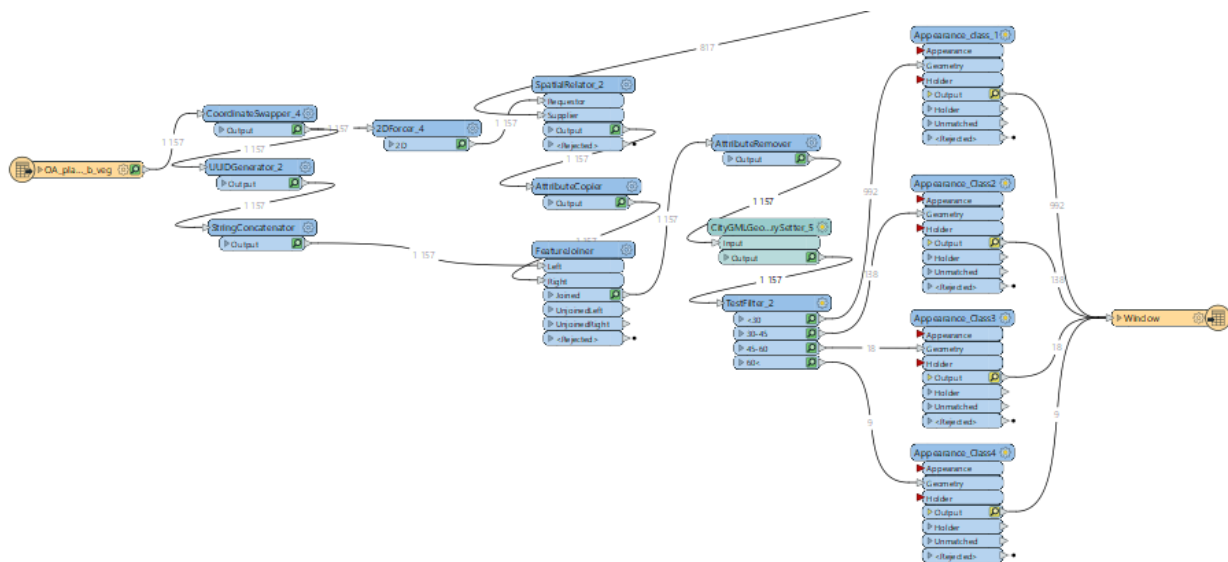 OA_pla..._b_veg
1 157
CoordinateSwapper_4
Output
1 157
1 157
UUIDGenerator_2
Output
1 157
StringConcatenator
Output
1 157
2DForcer_4
2D
1 157
817
SpatialRelator_2
Requestor
Supplier
Output
<Rejected>
1 157
AttributeCopier
Output
1 157
FeatureJoiner
Left
Right
Joined
UnjoinedLeft
UnjoinedRight
<Rejected>
1 157
AttributeRemover
Output
1 157
CityGMLGeo...rySetter_5
Input
Output
1 157
TestFilter_2
<30
30-45
45-60
60<
992
138
18
9
Appearance_class_1
Appearance
Geometry
Holder
Output
Holder
Unmatched
<Rejected>
Appearance_Class2
Appearance
Geometry
Holder
Output
Holder
Unmatched
<Rejected>
Appearance_Class3
Appearance
Geometry
Holder
Output
Holder
Unmatched
<Rejected>
Appearance_Class4
Appearance
Geometry
Holder
Output
Holder
Unmatched
<Rejected>
992
138
18
9
Window